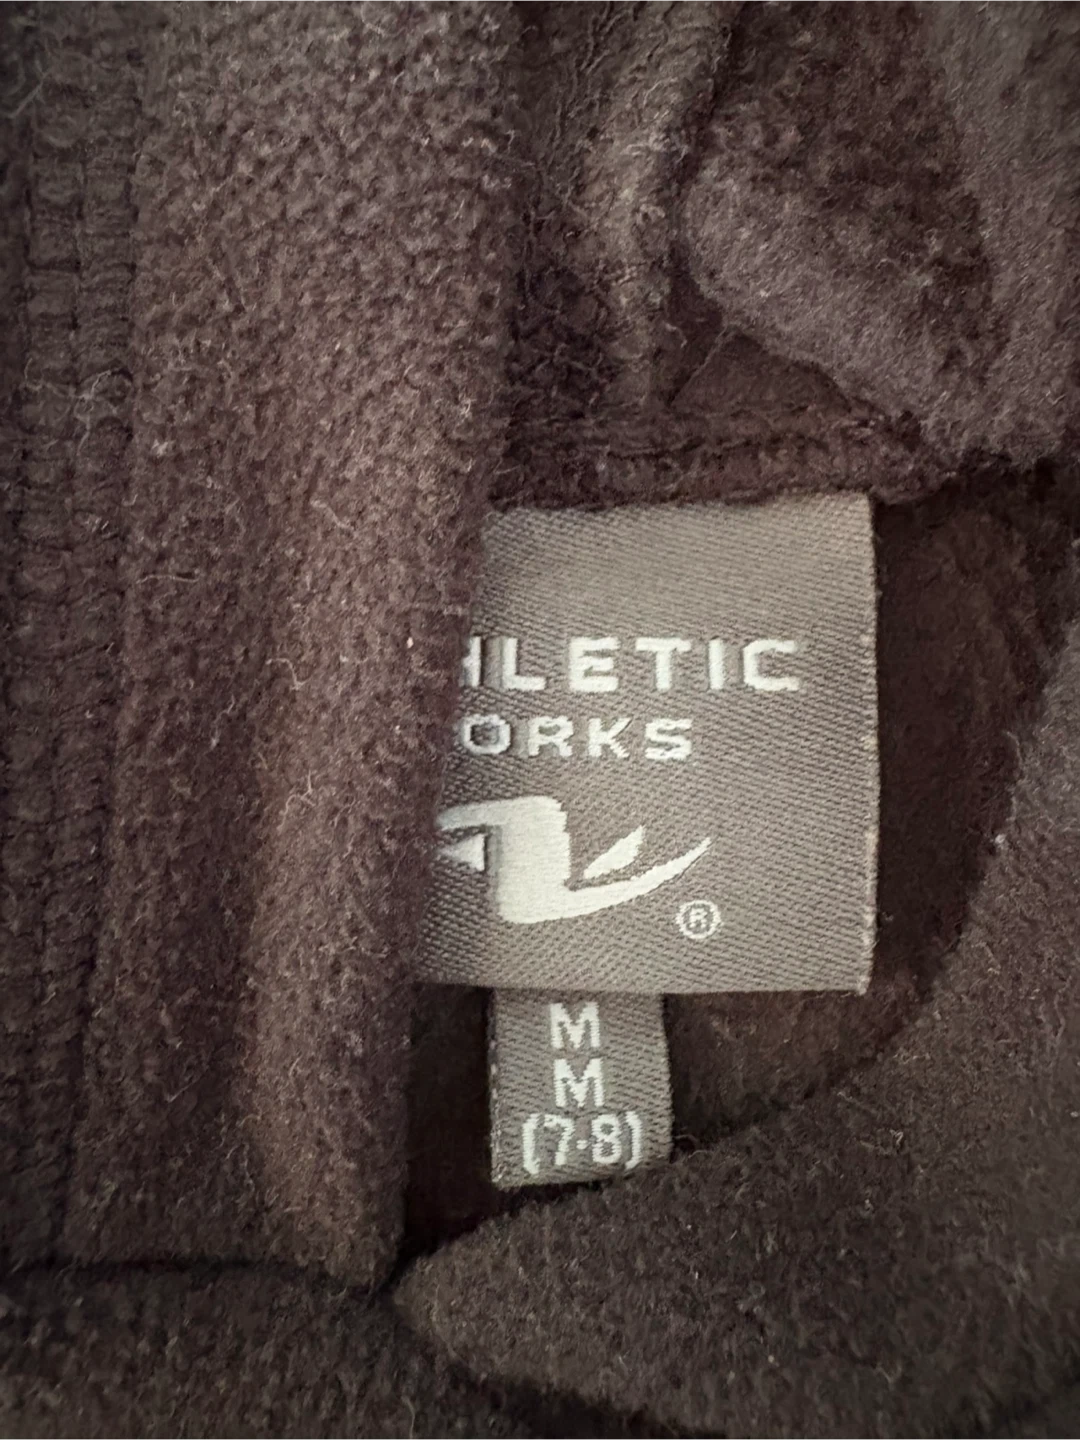 HLETIC
ORKS
®
M
M
(7-8)